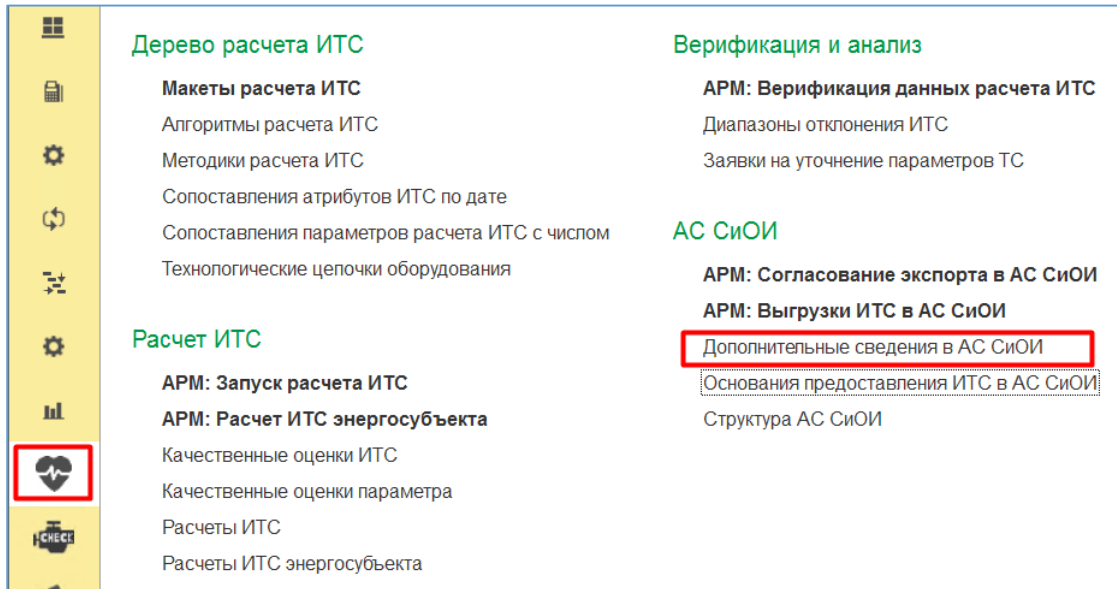 Дерево расчета ИТС
Макеты расчета ИТС
Алгоритмы расчета ИТС
Методики расчета ИТС
Сопоставления атрибутов ИТС по дате
Сопоставления параметров расчета ИТС с числом
Технологические цепочки оборудования
Расчет ИТС
АРМ: Запуск расчета ИТС
АРМ: Расчет ИТС энергосубъекта
Качественные оценки ИТС
Качественные оценки параметра
Расчеты ИТС
Расчеты ИТС энергосубъекта
Верификация и анализ
АРМ: Верификация данных расчета ИТС
Диапазоны отклонения ИТС
Заявки на уточнение параметров ТС
АС СиОИ
АРМ: Согласование экспорта в АС СиОИ
АРМ: Выгрузки ИТС в АС СиОИ
Дополнительные сведения в АС СиОИ
Основания предоставления ИТС в АС СиОИ
Структура АС СиОИ
CHECK